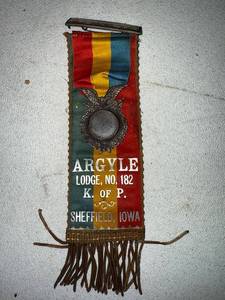 ARGYLE
LODGE, NO. 182
K. OF P.
SHEFFIELD, IOWA